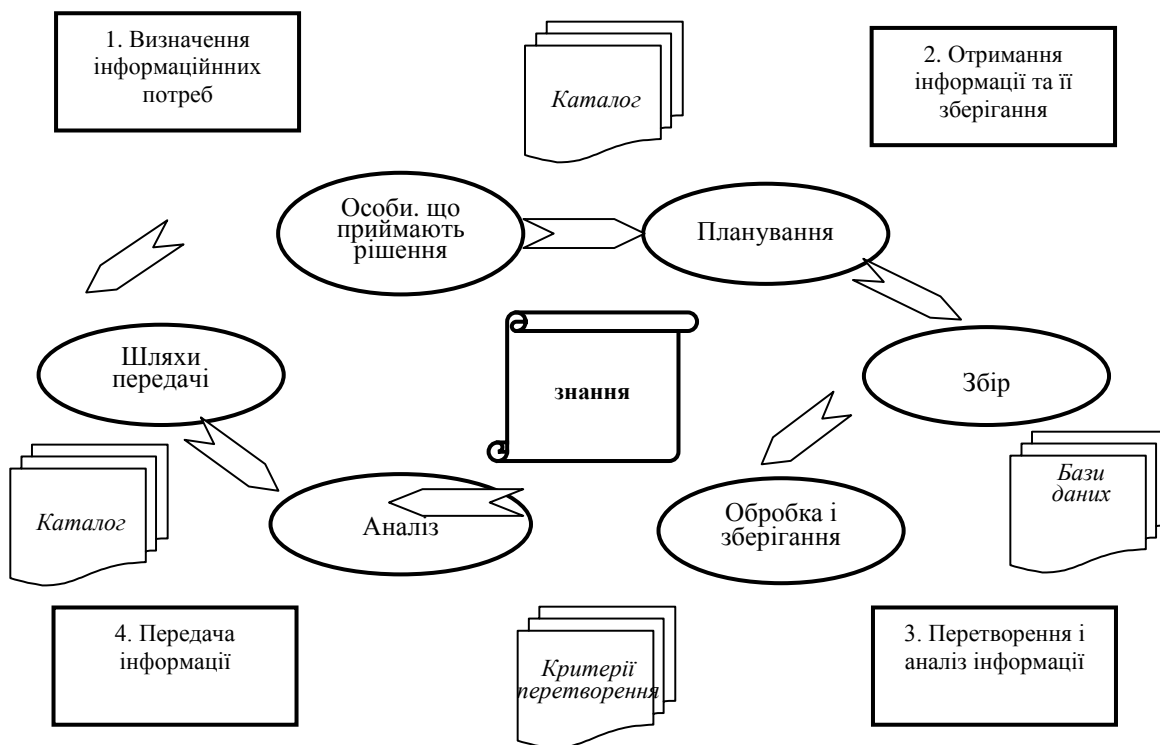 1. Визначення
інформаційнних
потреб
Каталог
2. Отримання
інформації та її
зберігання
Особи. що
приймають
рішення
Планування
Шляхи
передачі
знання
Збір
Каталог
Аналіз
Обробка і
зберігання
Бази
даних
4. Передача
інформації
Критерії
перетворення
3. Перетворення і
аналіз інформації